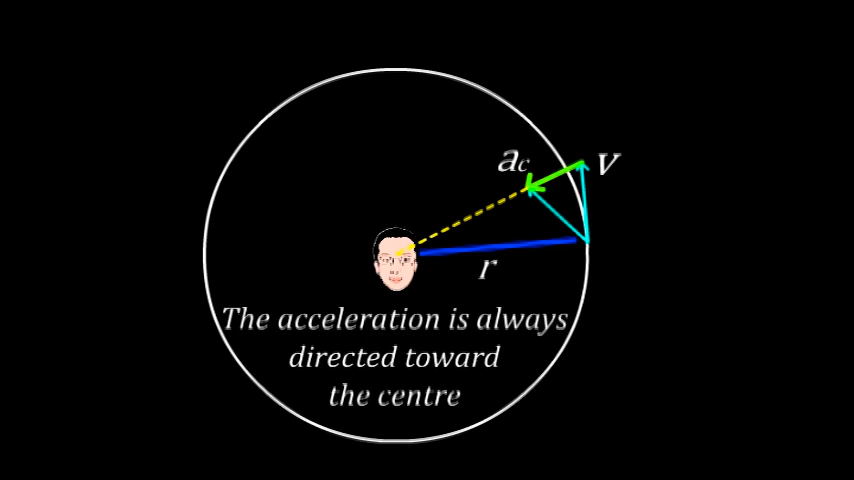 ac
v
r
The acceleration is always
directed toward
the centre